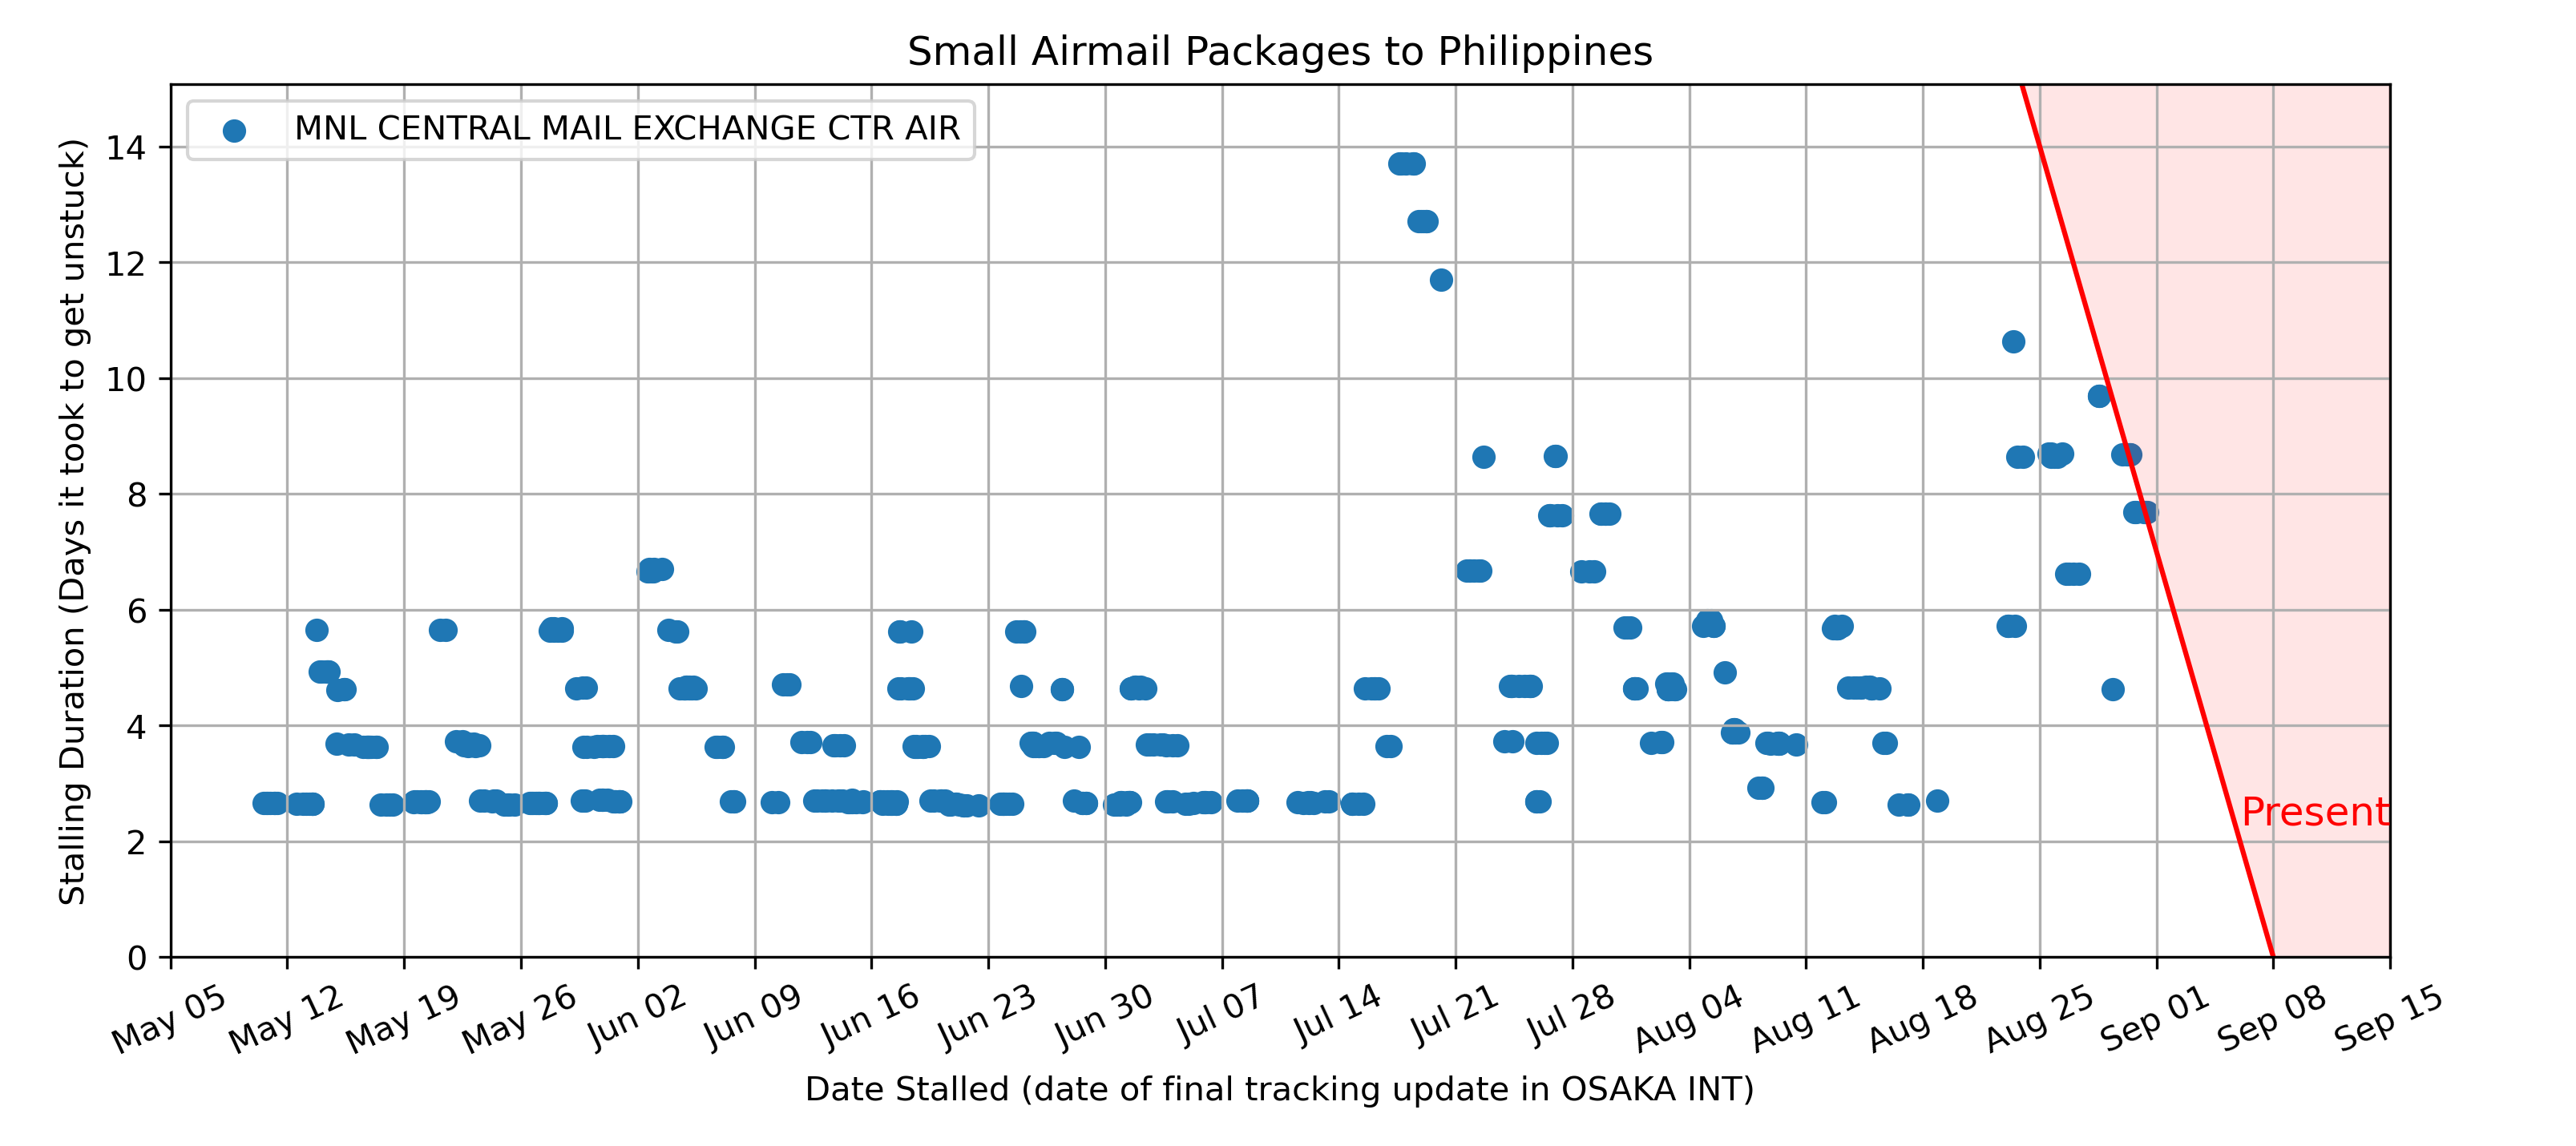 Small Airmail Packages to Philippines
MNL CENTRAL MAIL EXCHANGE CTR AIR
Stalling Duration (Days it took to get unstuck)
14
12
10
8
6
4
2
0
Present
May 05
May 12
May 19
May 26
Jun 02
Jun 09
Jun 16
Jun 23
Jun 30
Jul 07
Jul 14
Jul 21
Jul 28
Aug 04
Aug 11
Aug 18
Aug 25
Sep 01
Sep 08
Sep 15
Date Stalled (date of final tracking update in OSAKA INT)